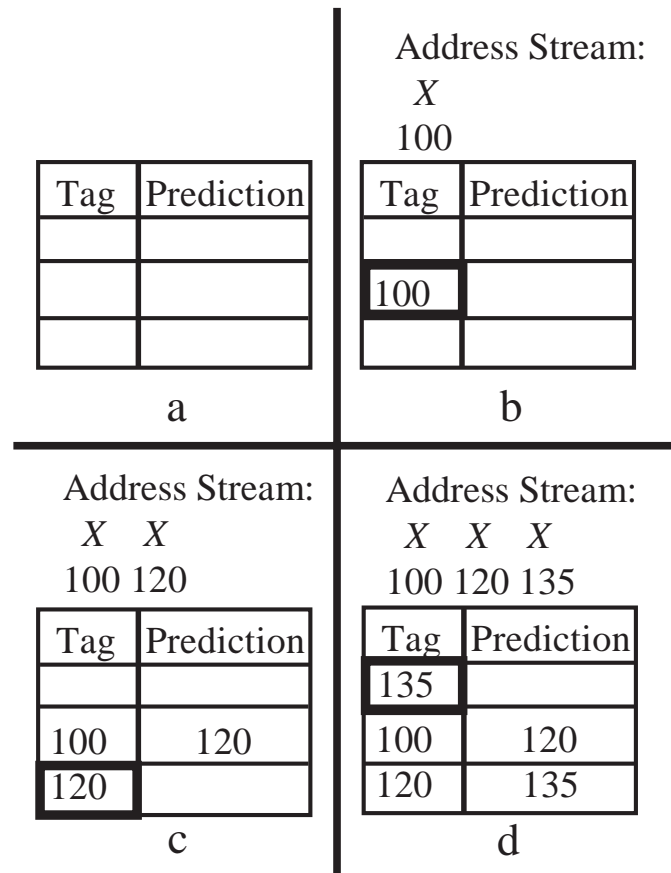 Tag Prediction
a
Address Stream:
X
100
Tag Prediction
100
b
Address Stream:
X X
100 120
Tag Prediction
100 120
120
c
Address Stream:
X X X
100 120 135
Tag Prediction
135
100 120
120 135
d